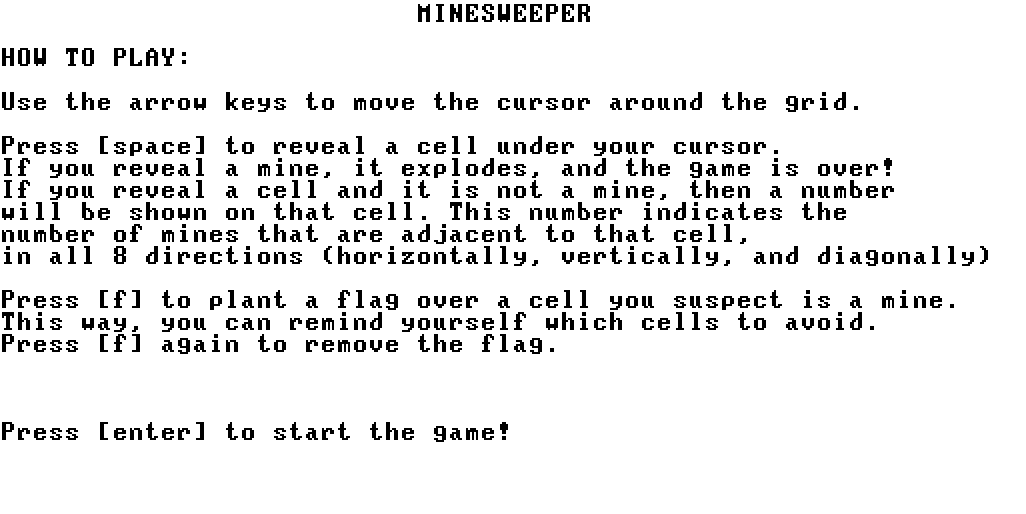 MINESWEEPER
HOW TO PLAY:
Use the arrow keys to move the cursor around the grid.
Press [space] to reveal a cell under your cursor.
If you reveal a mine, it explodes, and the game is over!
If you reveal a cell and it is not a mine, then a number
will be shown on that cell. This number indicates the
number of mines that are adjacent to that cell,
in all 8 directions (horizontally, vertically, and diagonally)
Press [f] to plant a flag over a cell you suspect is a mine.
This way, you can remind yourself which cells to avoid.
Press [f] again to remove the flag.
Press [enter] to start the game!